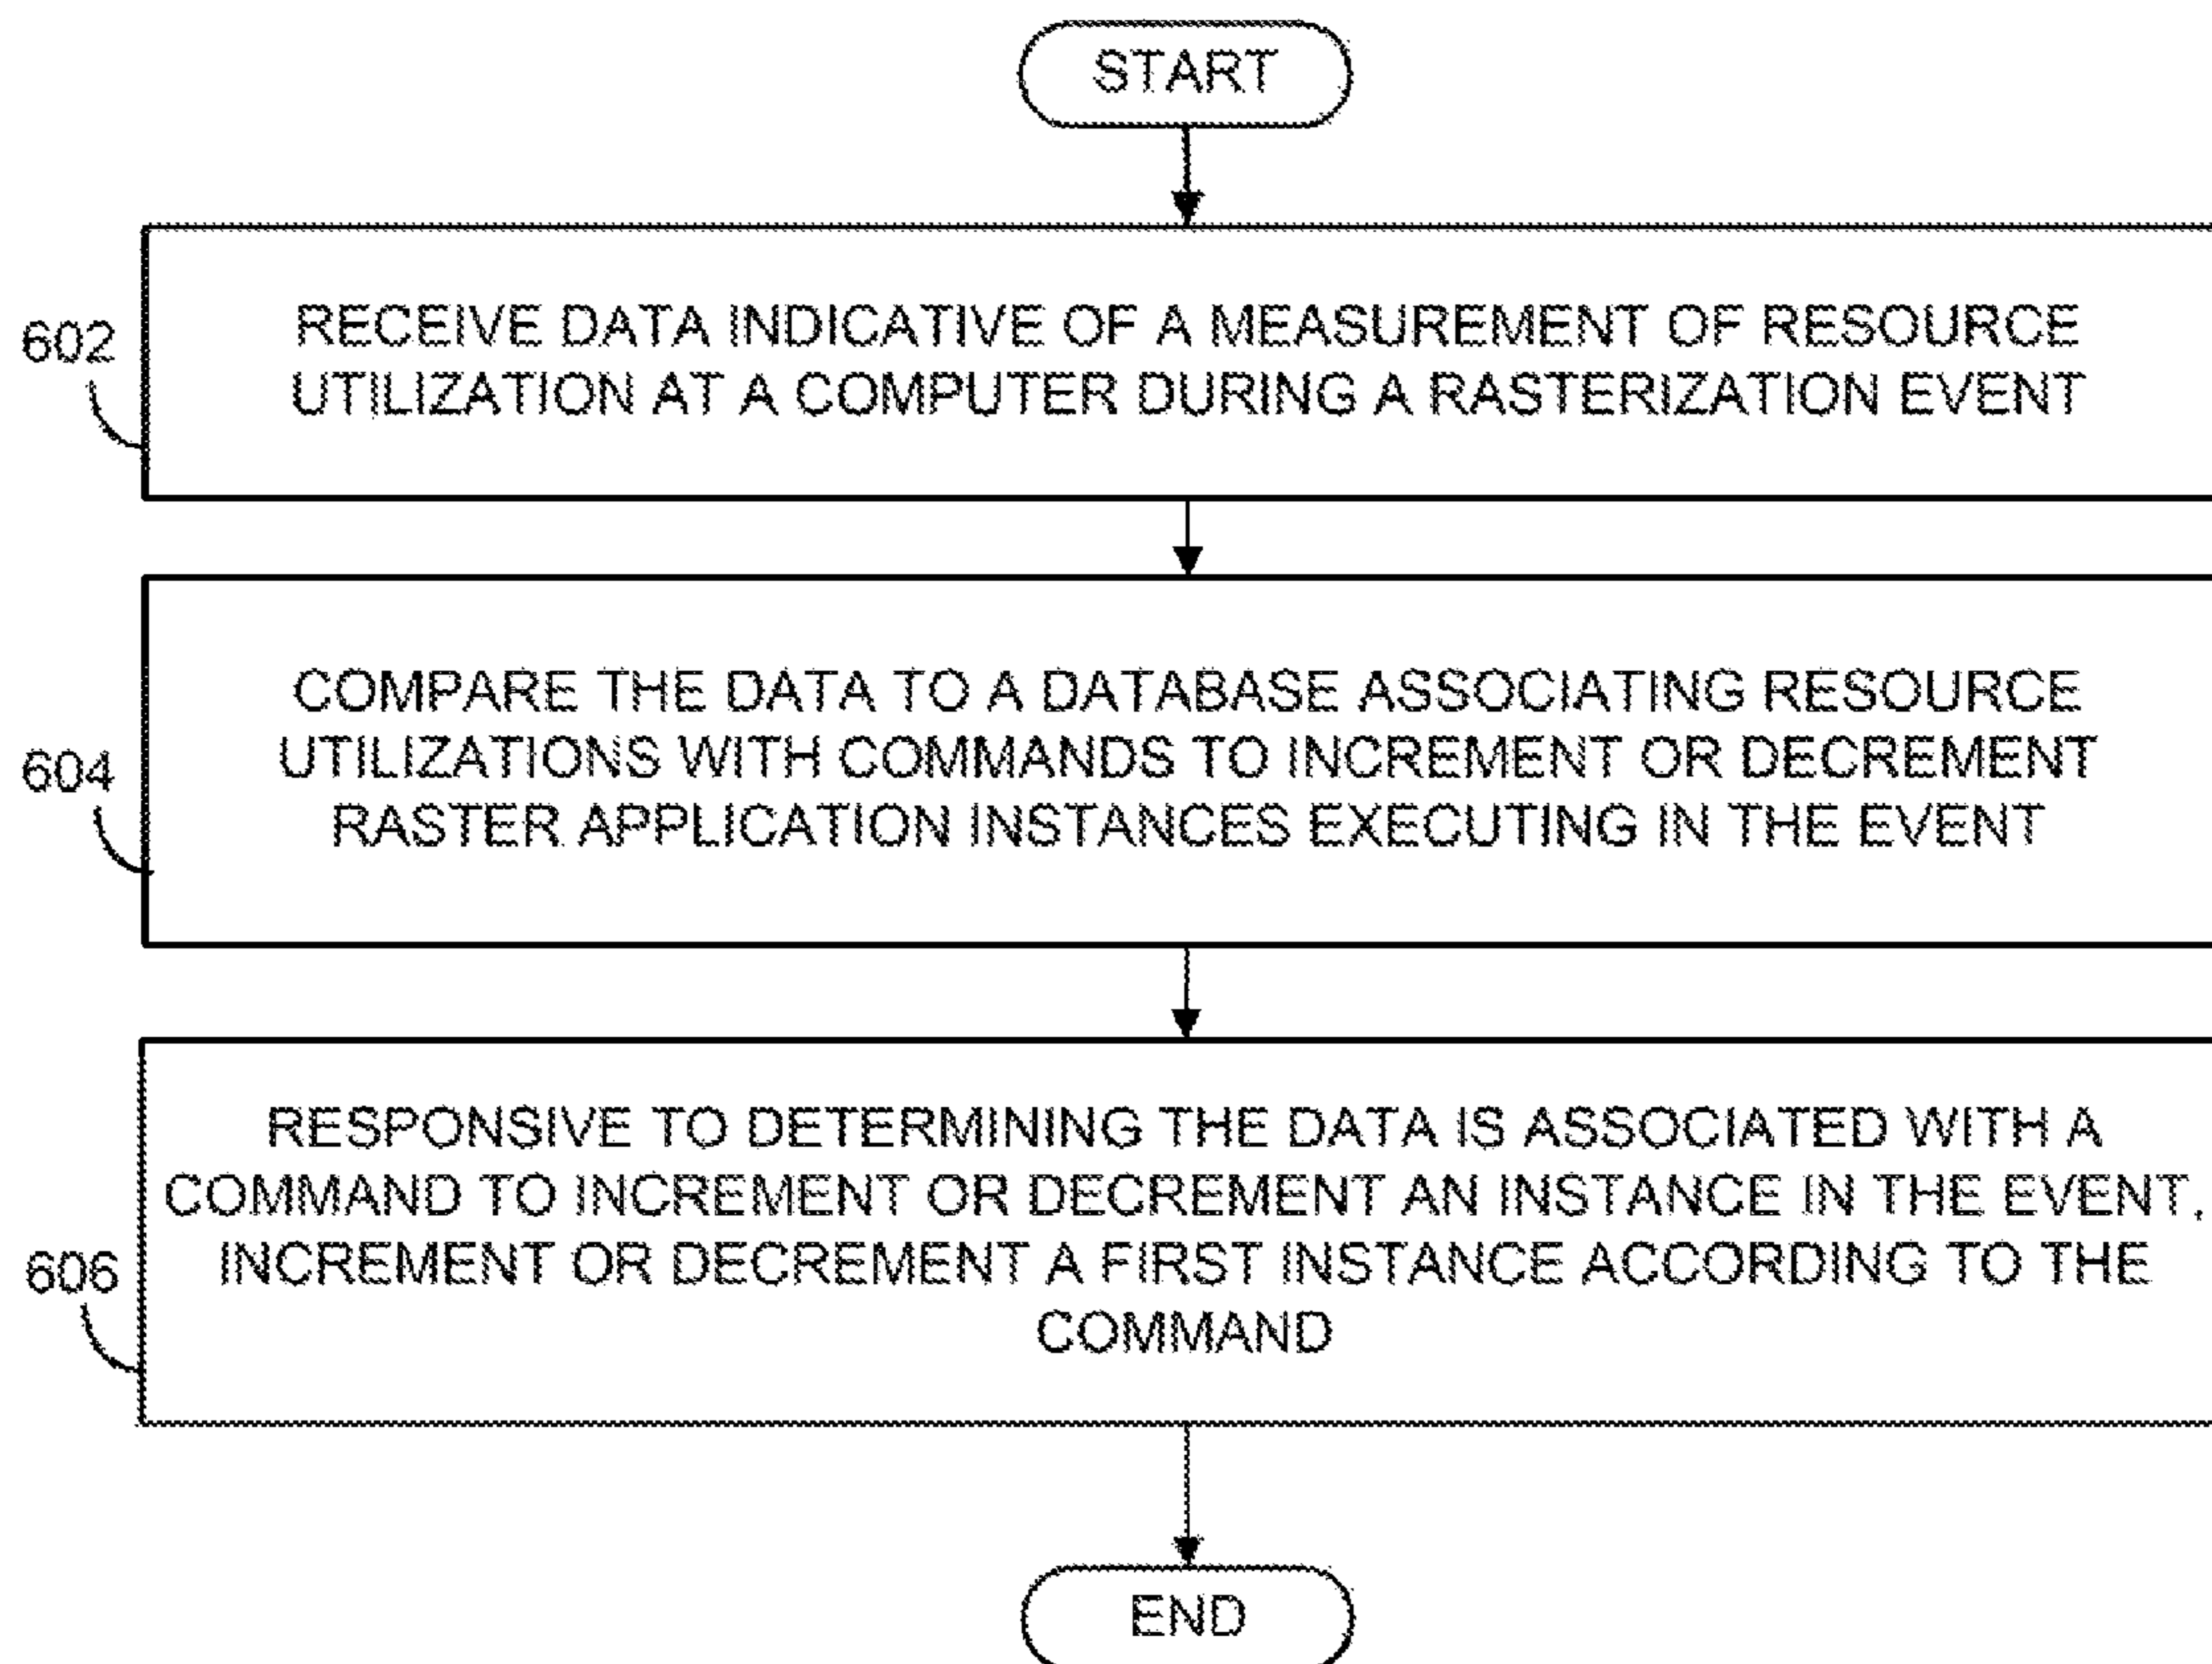 START
602
RECEIVE DATA INDICATIVE OF A MEASUREMENT OF RESOURCE
UTILIZATION AT A COMPUTER DURING A RASTERIZATION EVENT
604
COMPARE THE DATA TO A DATABASE ASSOCIATING RESOURCE
UTILIZATIONS WITH COMMANDS TO INCREMENT OR DECREMENT
RASTER APPLICATION INSTANCES EXECUTING IN THE EVENT
606
RESPONSIVE TO DETERMINING THE DATA IS ASSOCIATED WITH A
COMMAND TO INCREMENT OR DECREMENT AN INSTANCE IN THE EVENT,
INCREMENT OR DECREMENT A FIRST INSTANCE ACCORDING TO THE
COMMAND
END